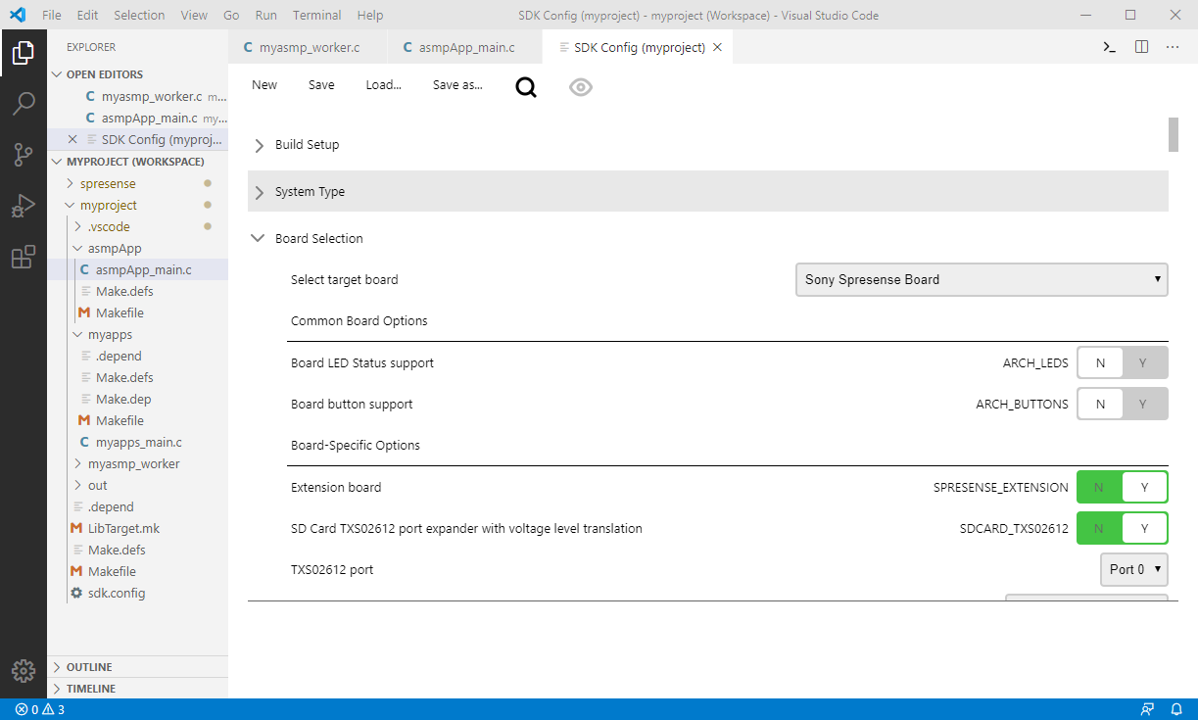 File Edit Selection View Go Run Terminal Help SDK Config (myproject) - myproject (Workspace) - Visual Studio Code
EXPLORER
OPEN EDITORS
C myasmp_worker.c m...
C asmpApp_main.c my...
SDK Config (myproj...
MYPROJECT (WORKSPACE)
spresense
myproject
.vscode
asmpApp
C asmpApp_main.c
Make.defs
M Makefile
myapps
.depend
Make.defs
Make.dep
M Makefile
C myapps_main.c
myasmp_worker
out
.depend
M LibTarget.mk
Make.defs
M Makefile
sdk.config
OUTLINE
TIMELINE
C myasmp_worker.c C asmpApp_main.c SDK Config (myproject)
New Save Load... Save as...
Build Setup
System Type
Board Selection
Select target board Sony Spresense Board
Common Board Options
Board LED Status support ARCH_LEDS N Y
Board button support ARCH_BUTTONS N Y
Board-Specific Options
Extension board SPRESENSE_EXTENSION N Y
SD Card TXS02612 port expander with voltage level translation SDCARD_TXS02612 N Y
TXS02612 port Port 0
0 3